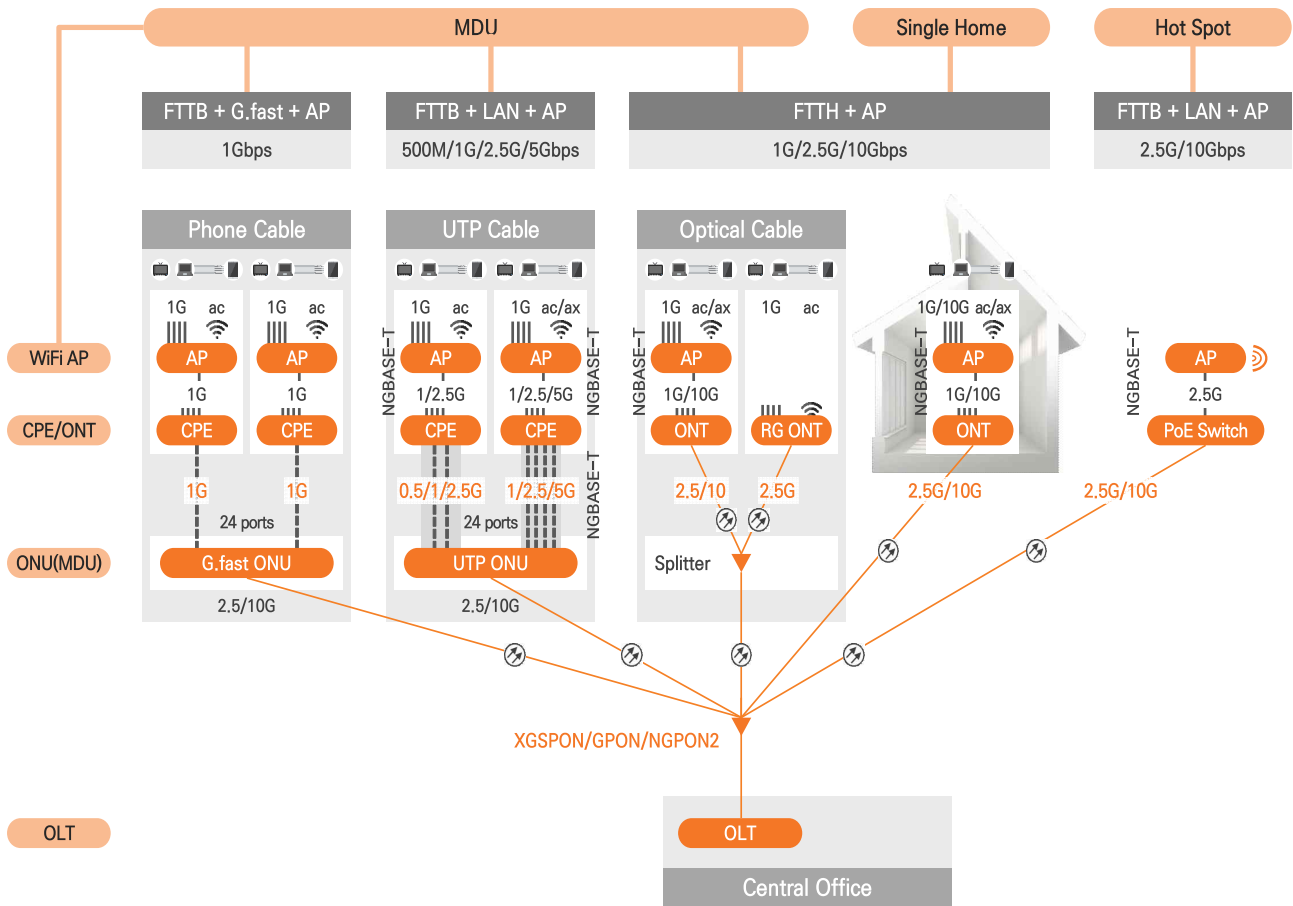 MDU
Single Home
Hot Spot
FTTB + G.fast + AP
FTTB + LAN + AP
FTTH + AP
FTTB + LAN + AP
1Gbps
500M/1G/2.5G/5Gbps
1G/2.5G/10Gbps
2.5G/10Gbps
Phone Cable
UTP Cable
Optical Cable
1G ac
1G ac
1G ac
1G ac/ax
1G ac/ax
1G ac
1G/10G ac/ax
NGBASE-T
NGBASE-T
NGBASE-T
NGBASE-T
WiFi AP
AP
AP
AP
AP
AP
AP
AP
1G
1G
1/2.5G
1/2.5/5G
1G/10G
1G/10G
2.5G
CPE/ONT
CPE
CPE
CPE
CPE
ONT
RG ONT
ONT
PoE Switch
NGBASE-T
1G
1G
0.5/1/2.5G
1/2.5/5G
2.5/10
2.5G
2.5G/10G
2.5G/10G
24 ports
24 ports
ONU(MDU)
G.fast ONU
UTP ONU
Splitter
2.5/10G
2.5/10G
XGSPON/GPON/NGPON2
OLT
OLT
Central Office